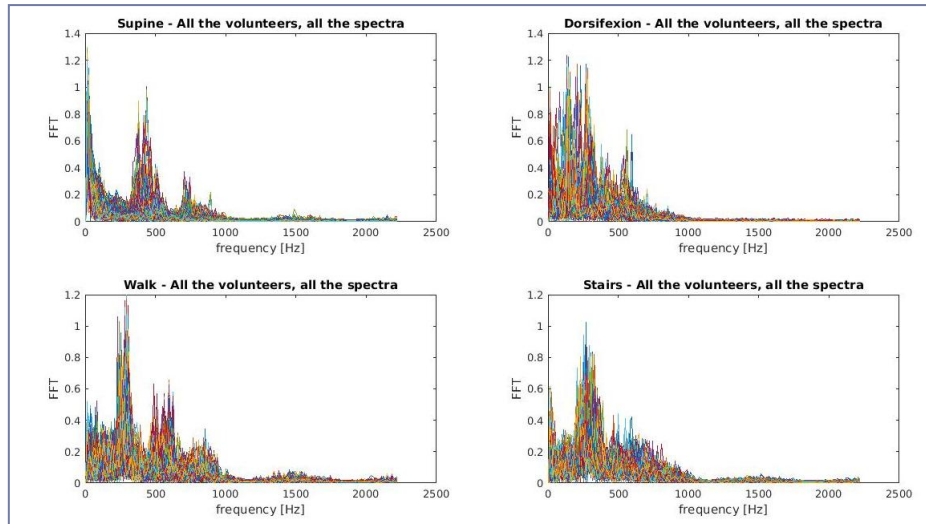 Supine - All the volunteers, all the spectra
1.4
1.2
1
0.8
0.6
0.4
0.2
0
FFT
0 500 1000 1500 2000 2500
frequency [Hz]
Dorsifexion - All the volunteers, all the spectra
1.4
1.2
1
0.8
0.6
0.4
0.2
0
FFT
0 500 1000 1500 2000 2500
frequency [Hz]
Walk - All the volunteers, all the spectra
1.2
1
0.8
0.6
0.4
0.2
0
FFT
0 500 1000 1500 2000 2500
frequency [Hz]
Stairs - All the volunteers, all the spectra
1.2
1
0.8
0.6
0.4
0.2
0
FFT
0 500 1000 1500 2000 2500
frequency [Hz]